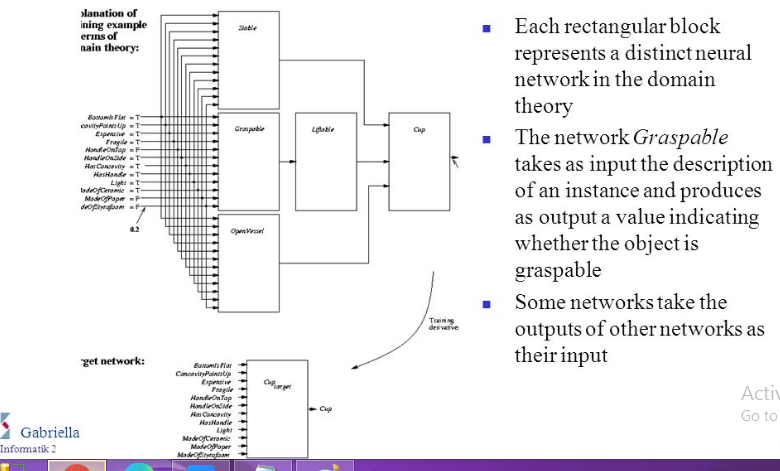 planation of
ining example
erms of
main theory:
Stable
Graspable
Liftable
Cup
OpenVessel
BottomIsFlat = T
ConcavityPointsUp = T
Expensive = T
Fragile = T
HandleOnTop = F
HandleOnSide = T
HasConcavity = T
HasHandle = T
Light = T
MadeOfCeramic = T
MadeOfPaper = F
deOfStyrofoam = F
0.2
Training
derivatives
rget network:
BottomIsFlat
ConcavityPointsUp
Expensive
Fragile
HandleOnTop
HandleOnSide
HasConcavity
HasHandle
Light
MadeOfCeramic
MadeOfPaper
MadeOfStyrofoam
Cup target
Cup
Each rectangular block
represents a distinct neural
network in the domain
theory
The network Graspable
takes as input the description
of an instance and produces
as output a value indicating
whether the object is
graspable
Some networks take the
outputs of other networks as
their input
Activ
Go to
Gabriella
Informatik 2